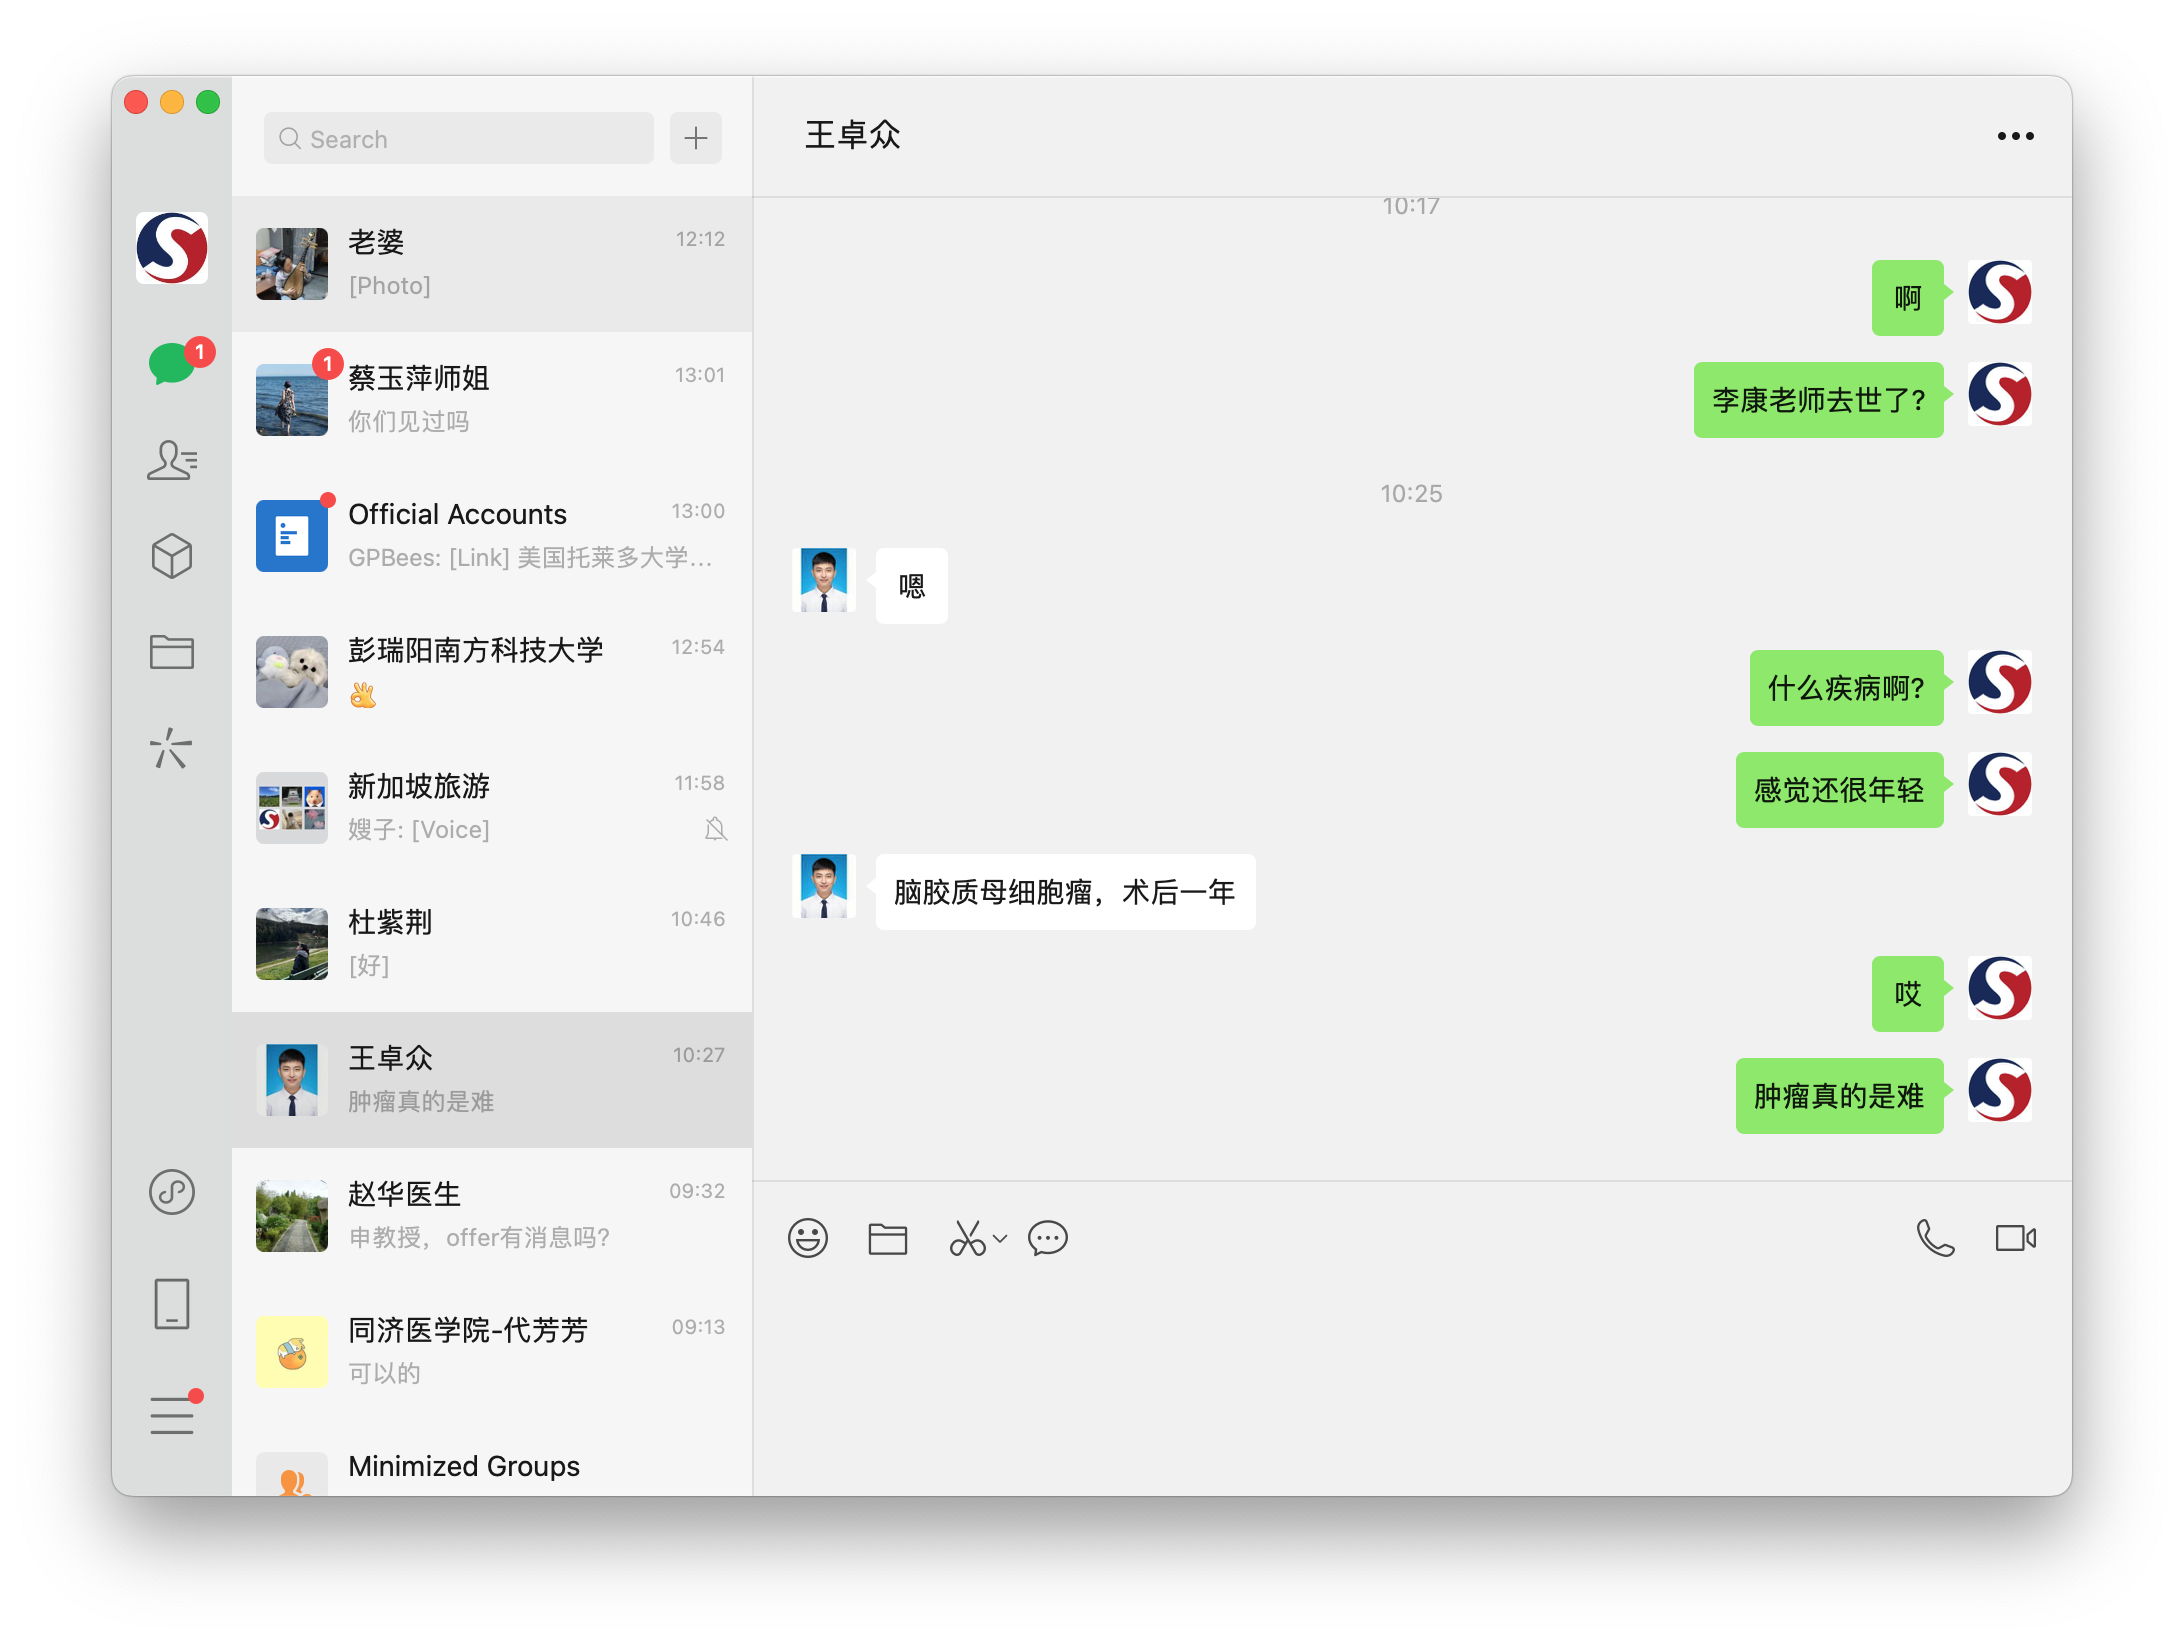 Search
1
老婆
12:12
[Photo]
1
蔡玉萍师姐
13:01
你们见过吗
Official Accounts
13:00
GPBees: [Link] 美国托莱多大学...
彭瑞阳南方科技大学
12:54
新加坡旅游
11:58
嫂子: [Voice]
杜紫荆
10:46
[好]
王卓众
10:27
肿瘤真的是难
赵华医生
09:32
申教授，offer有消息吗?
同济医学院-代芳芳
09:13
可以的
Minimized Groups
王卓众
10:17
啊
李康老师去世了?
10:25
嗯
什么疾病啊?
感觉还很年轻
脑胶质母细胞瘤，术后一年
哎
肿瘤真的是难